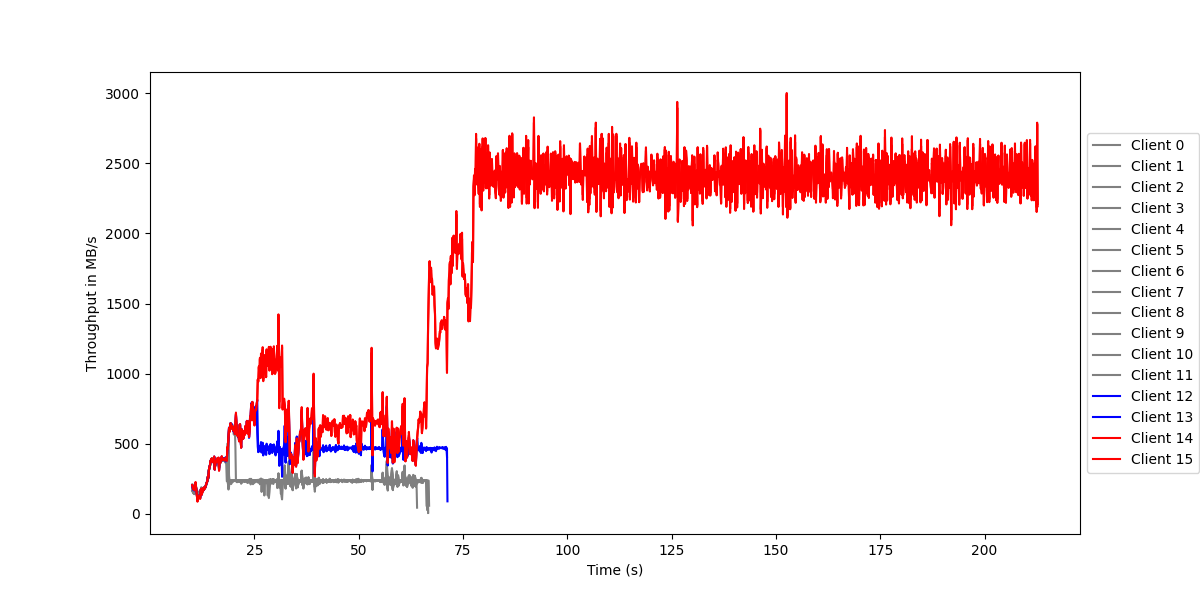 3000
2500
2000
1500
1000
500
0
Throughput in MB/s
25
50
75
100
125
150
175
200
Time (s)
Client 0
Client 1
Client 2
Client 3
Client 4
Client 5
Client 6
Client 7
Client 8
Client 9
Client 10
Client 11
Client 12
Client 13
Client 14
Client 15